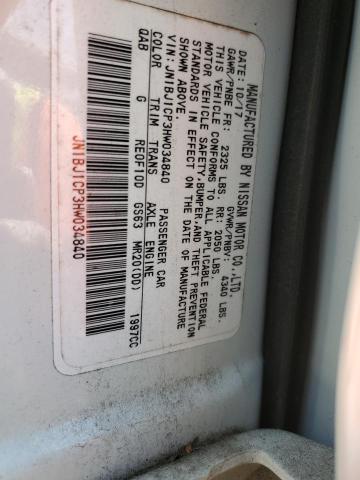 MANUFACTURED BY NISSAN MOTOR CO.,LTD.
DATE: 10/17 GVWR/PNBV: 4340 LBS.
GAWR/PNBE FR: 2325 LBS. RR: 2050 LBS.
THIS VEHICLE CONFORMS TO ALL APPLICABLE FEDERAL
MOTOR VEHICLE SAFETY,BUMPER,AND THEFT PREVENTION
STANDARDS IN EFFECT ON THE DATE OF MANUFACTURE
SHOWN ABOVE.
VIN:JN1BJ1CP3HW034840 PASSENGER CAR
COLOR TRIM TRANS AXLE ENGINE
QAB G RE0F10D GS63 MR20(DD) 1997CC
JN1BJ1CP3HW034840